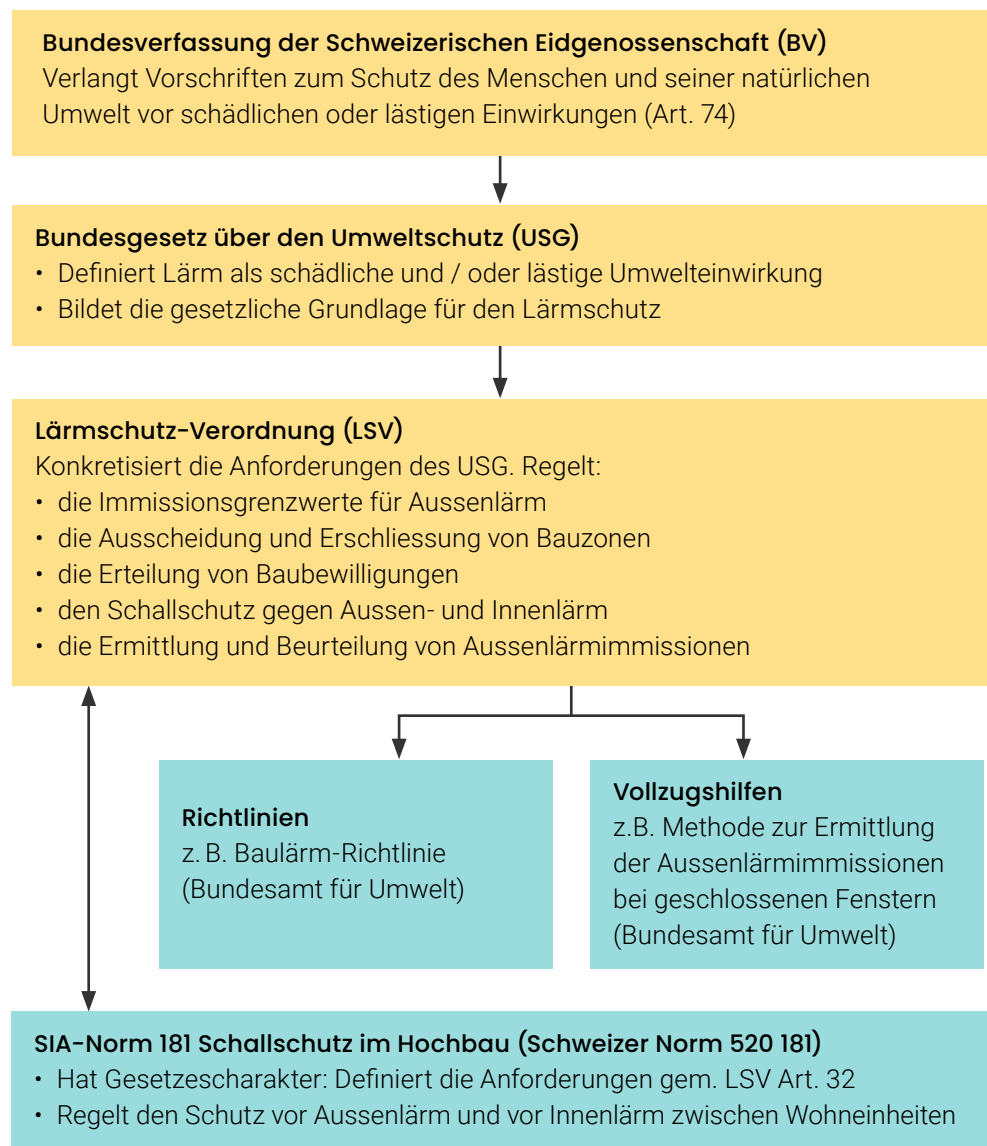 Bundesverfassung der Schweizerischen Eidgenossenschaft (BV)
Verlangt Vorschriften zum Schutz des Menschen und seiner natürlichen
Umwelt vor schädlichen oder lästigen Einwirkungen (Art. 74)
Bundesgesetz über den Umweltschutz (USG)
• Definiert Lärm als schädliche und / oder lästige Umwelteinwirkung
• Bildet die gesetzliche Grundlage für den Lärmschutz
Lärmschutz-Verordnung (LSV)
Konkretisiert die Anforderungen des USG. Regelt:
• die Immissionsgrenzwerte für Aussenlärm
• die Ausscheidung und Erschliessung von Bauzonen
• die Erteilung von Baubewilligungen
• den Schallschutz gegen Aussen- und Innenlärm
• die Ermittlung und Beurteilung von Aussenlärmimmissionen
Richtlinien
z. B. Baulärm-Richtlinie
(Bundesamt für Umwelt)
Vollzugshilfen
z.B. Methode zur Ermittlung
der Aussenlärmimmissionen
bei geschlossenen Fenstern
(Bundesamt für Umwelt)
SIA-Norm 181 Schallschutz im Hochbau (Schweizer Norm 520 181)
• Hat Gesetzescharakter: Definiert die Anforderungen gem. LSV Art. 32
• Regelt den Schutz vor Aussenlärm und vor Innenlärm zwischen Wohneinheiten